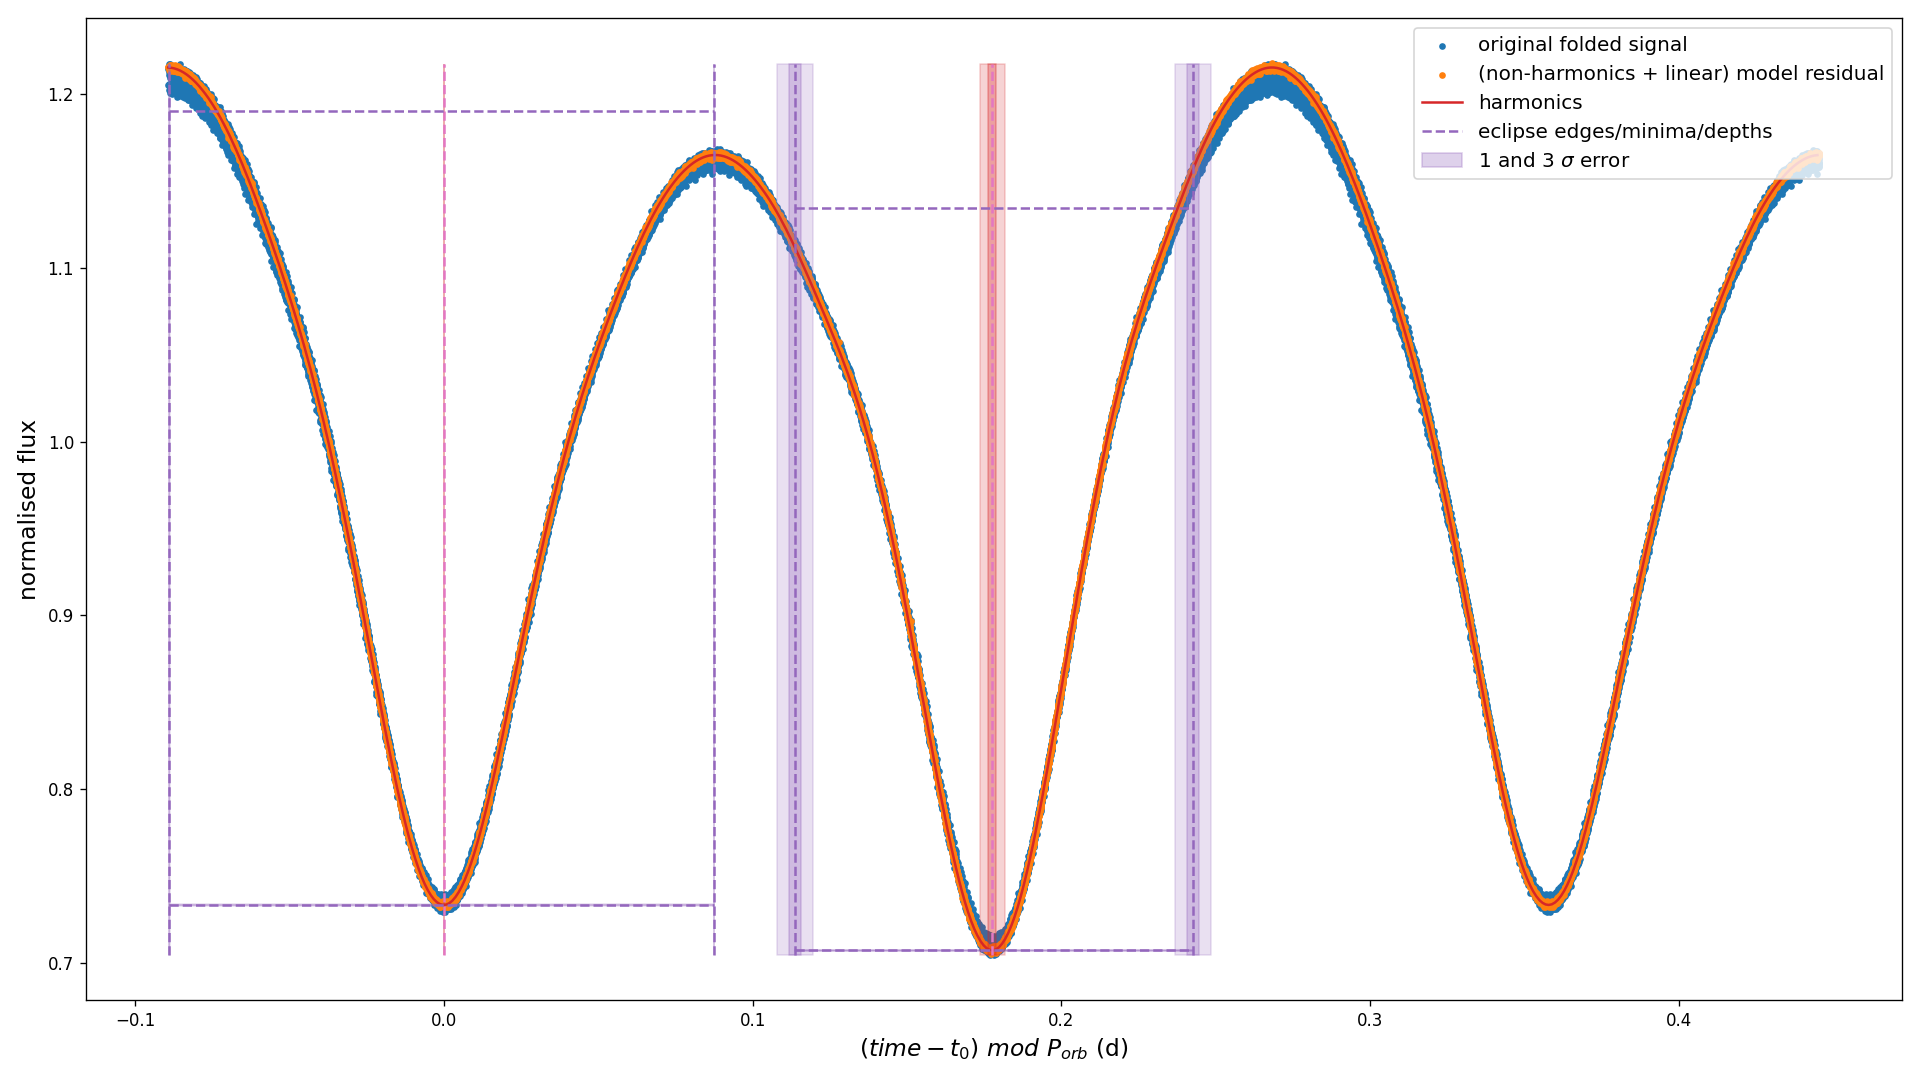 original folded signal
(non-harmonics + linear) model residual
harmonics
eclipse edges/minima/depths
1 and 3 σ error
normalised flux
1.2
1.1
1.0
0.9
0.8
0.7
−0.1 0.0 0.1 0.2 0.3 0.4
(time − t₀) mod Pₒᵣb (d)